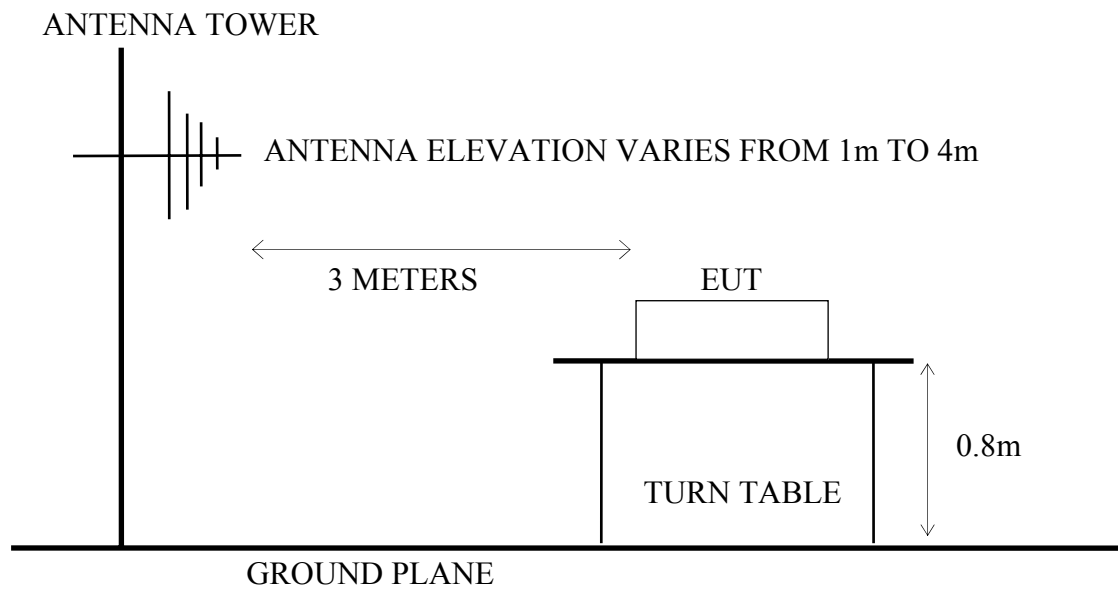 ANTENNA TOWER
ANTENNA ELEVATION VARIES FROM 1m TO 4m
3 METERS
EUT
0.8m
TURN TABLE
GROUND PLANE